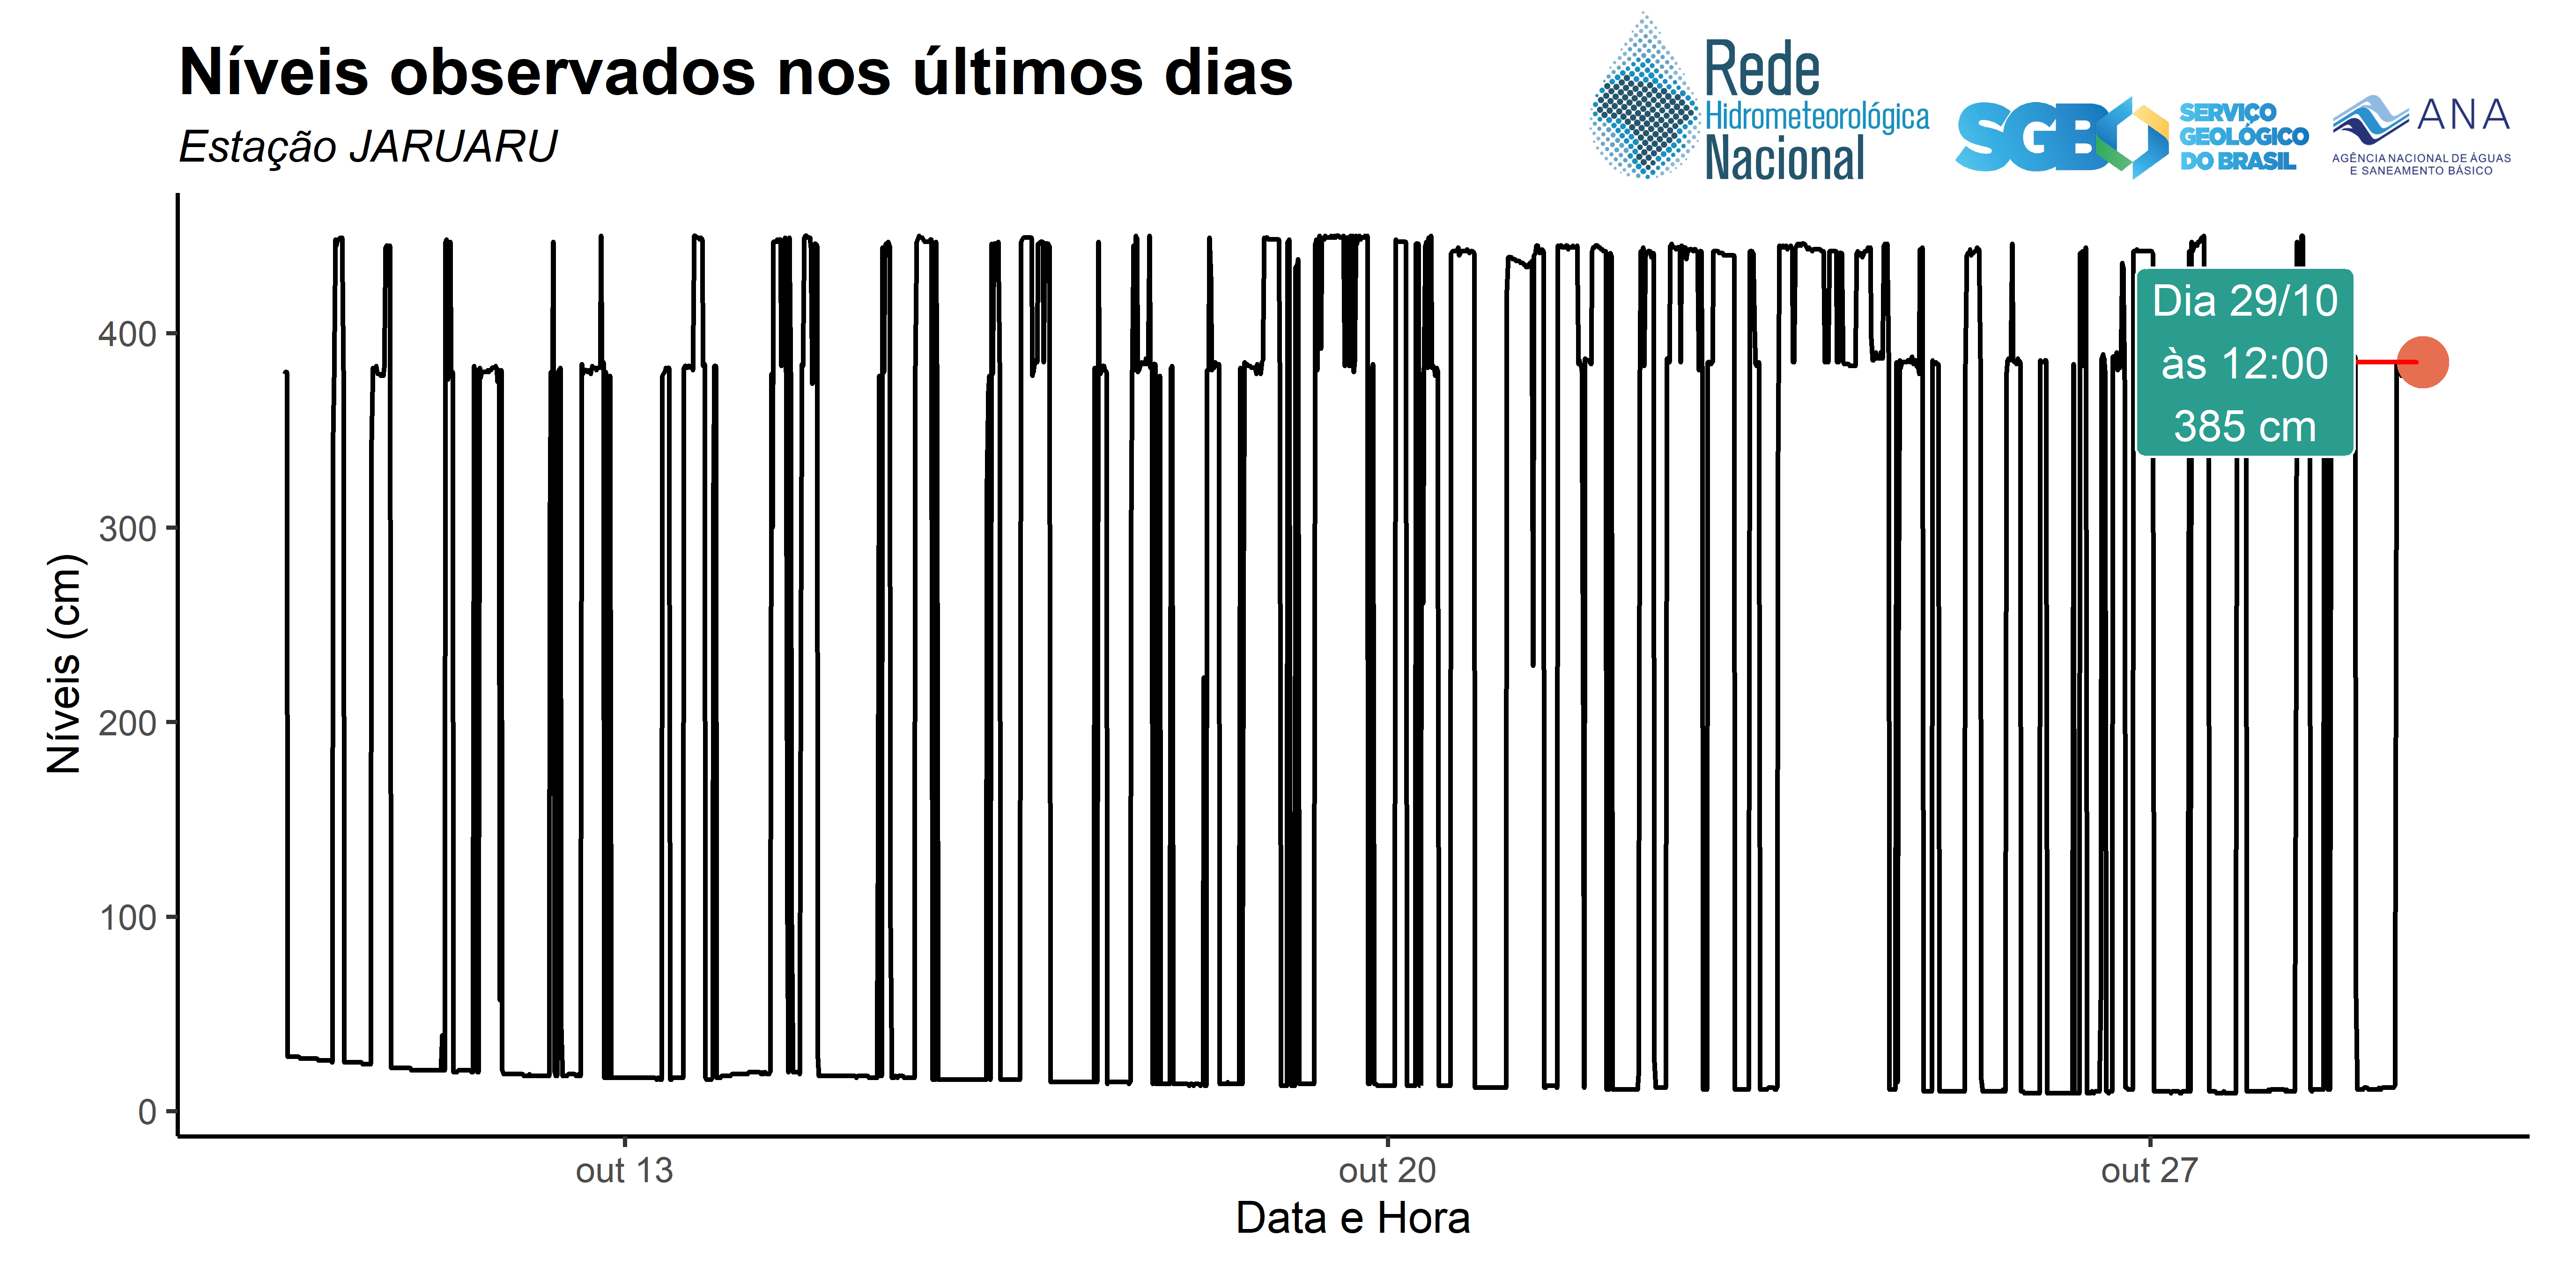 Níveis observados nos últimos dias
Estação JARUARU
Rede
Hidrometeorológica
Nacional
SGB
SERVIÇO
GEOLÓGICO
DO BRASIL
ANA
AGÊNCIA NACIONAL DE ÁGUAS
E SANEAMENTO BÁSICO
Níveis (cm)
400
300
200
100
0
Dia 29/10
às 12:00
385 cm
out 13
out 20
out 27
Data e Hora